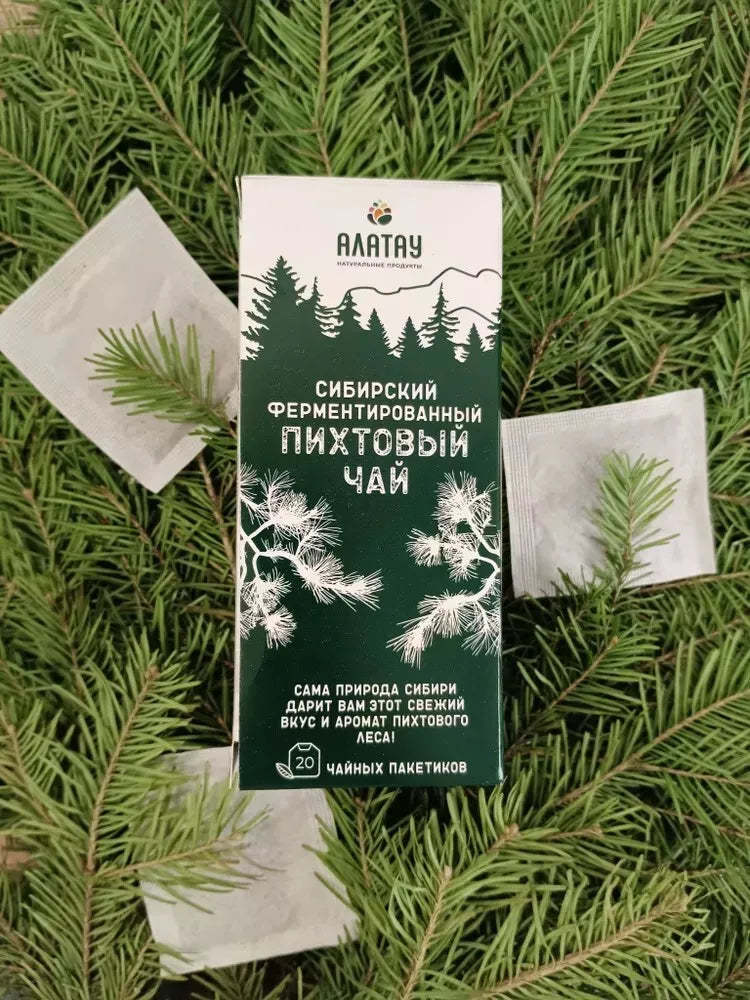 АЛАТАУ
НАТУРАЛЬНЫЕ ПРОДУКТЫ
СИБИРСКИЙ
ФЕРМЕНТИРОВАННЫЙ
ПИХТОВЫЙ
ЧАЙ
САМА ПРИРОДА СИБИРИ
ДАРИТ ВАМ ЭТОТ СВЕЖИЙ
ВКУС И АРОМАТ ПИХТОВОГО
ЛЕСА!
20 ЧАЙНЫХ ПАКЕТИКОВ